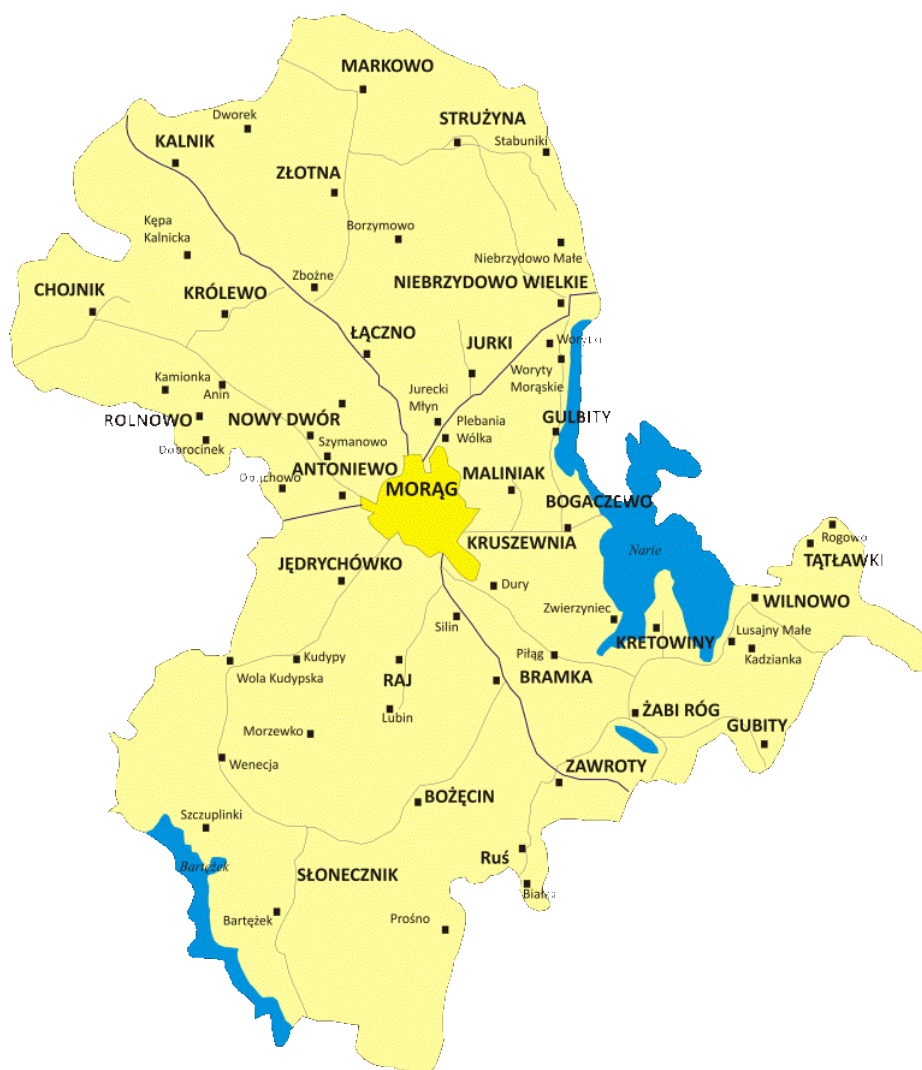 MARKOWO
Dworek
STRUŻYNA
KALNIK
Stabuniki
ZŁOTNA
Kępa
Kalnicka
Borzymowo
Niebrzydowo Małe
Zbożne
NIEBRZYDOWO WIELKIE
CHOJNIK
KRÓLEWO
ŁĄCZNO
JURKI
Woryty
Morąskie
Kamionka
Anin
Jurecki
Młyn
ROLNOWO
NOWY DWÓR
Plebania
Wólka
GULBITY
Szymanowo
Dobrocinek
ANTONIEWO
MALINIAK
MORĄG
BOGACZEWO
KRUSZEWNIA
Narie
Rogowo
TĄTŁAWKI
JĘDRYCHÓWKO
Dury
WILNOWO
Zwierzyniec
Silin
KRETOWINY
Lusajny Małe
Kadzianka
Kudypy
Piłąg
Wola Kudypska
RAJ
BRAMKA
Lubin
ŻABI RÓG
Morzewko
GUBITY
Wenecja
ZAWROTY
BOŻĘCIN
Szczuplinki
Ruś
Bartężek
SŁONECZNIK
Bartężek
Prośno